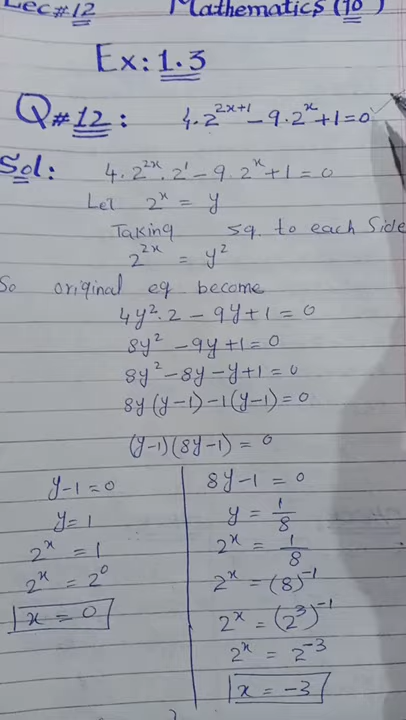 Lec#12 Mathematics (10)
Ex: 1.3
Q#12: 4.2^{2x+1} - 9.2^x + 1 = 0
Sol: 4.2^{2x}.2^1 - 9.2^x + 1 = 0
Let 2^x = y
Taking sq. to each Side
2^{2x} = y^2
So original eq become
4y^2.2 - 9y + 1 = 0
8y^2 - 9y + 1 = 0
8y^2 - 8y - y + 1 = 0
8y(y-1) - 1(y-1) = 0
(y-1)(8y-1) = 0
y-1 = 0
y = 1
2^x = 1
2^x = 2^0
x = 0
8y-1 = 0
y = 1/8
2^x = 1/8
2^x = (8)^{-1}
2^x = (2^3)^{-1}
2^x = 2^{-3}
x = -3